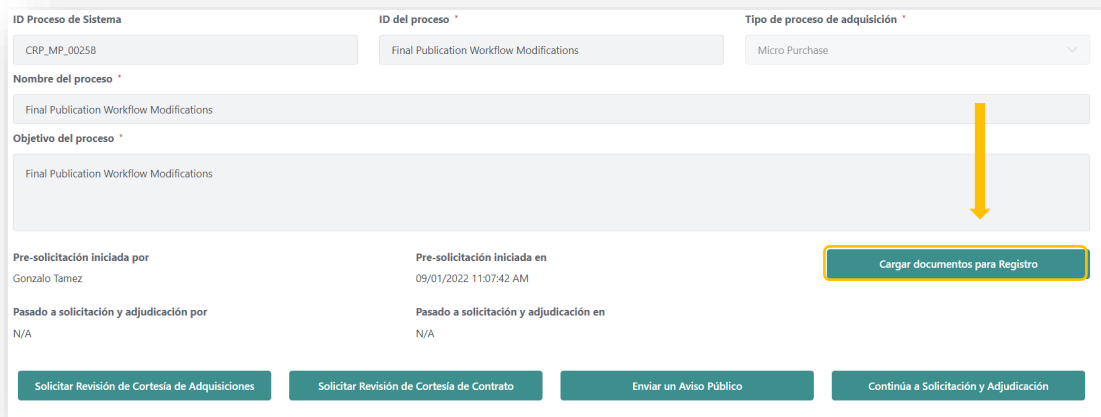 ID Proceso de Sistema ID del proceso * Tipo de proceso de adquisición *
CRP_MP_00258 Final Publication Workflow Modifications Micro Purchase
Nombre del proceso *
Final Publication Workflow Modifications
Objetivo del proceso *
Final Publication Workflow Modifications
Pre-solicitación iniciada por Pre-solicitación iniciada en
Cargar documentos para Registro
Gonzalo Tamez 09/01/2022 11:07:42 AM
Pasado a solicitación y adjudicación por Pasado a solicitación y adjudicación en
N/A N/A
Solicitar Revisión de Cortesía de Adquisiciones Solicitar Revisión de Cortesía de Contrato Enviar un Aviso Público Continúa a Solicitación y Adjudicación